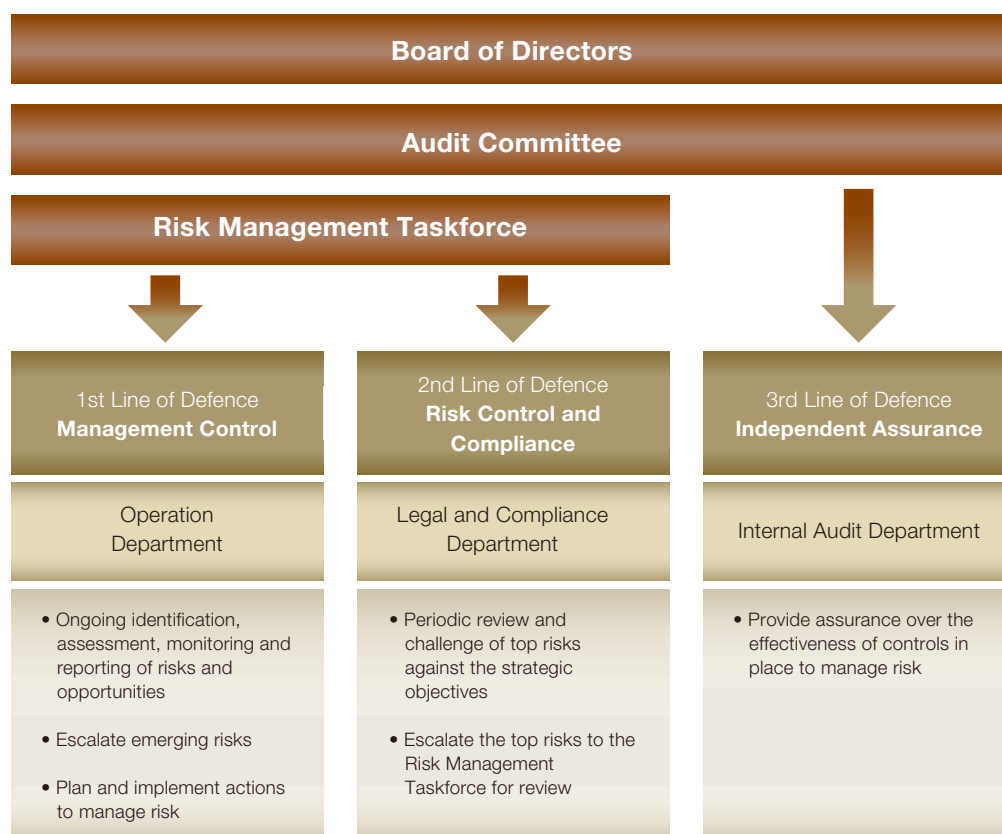 Board of Directors
Audit Committee
Risk Management Taskforce
1st Line of Defence
Management Control
Operation
Department
• Ongoing identification,
assessment, monitoring and
reporting of risks and
opportunities
• Escalate emerging risks
• Plan and implement actions
to manage risk
2nd Line of Defence
Risk Control and
Compliance
Legal and Compliance
Department
• Periodic review and
challenge of top risks
against the strategic
objectives
• Escalate the top risks to the
Risk Management
Taskforce for review
3rd Line of Defence
Independent Assurance
Internal Audit Department
• Provide assurance over the
effectiveness of controls in
place to manage risk